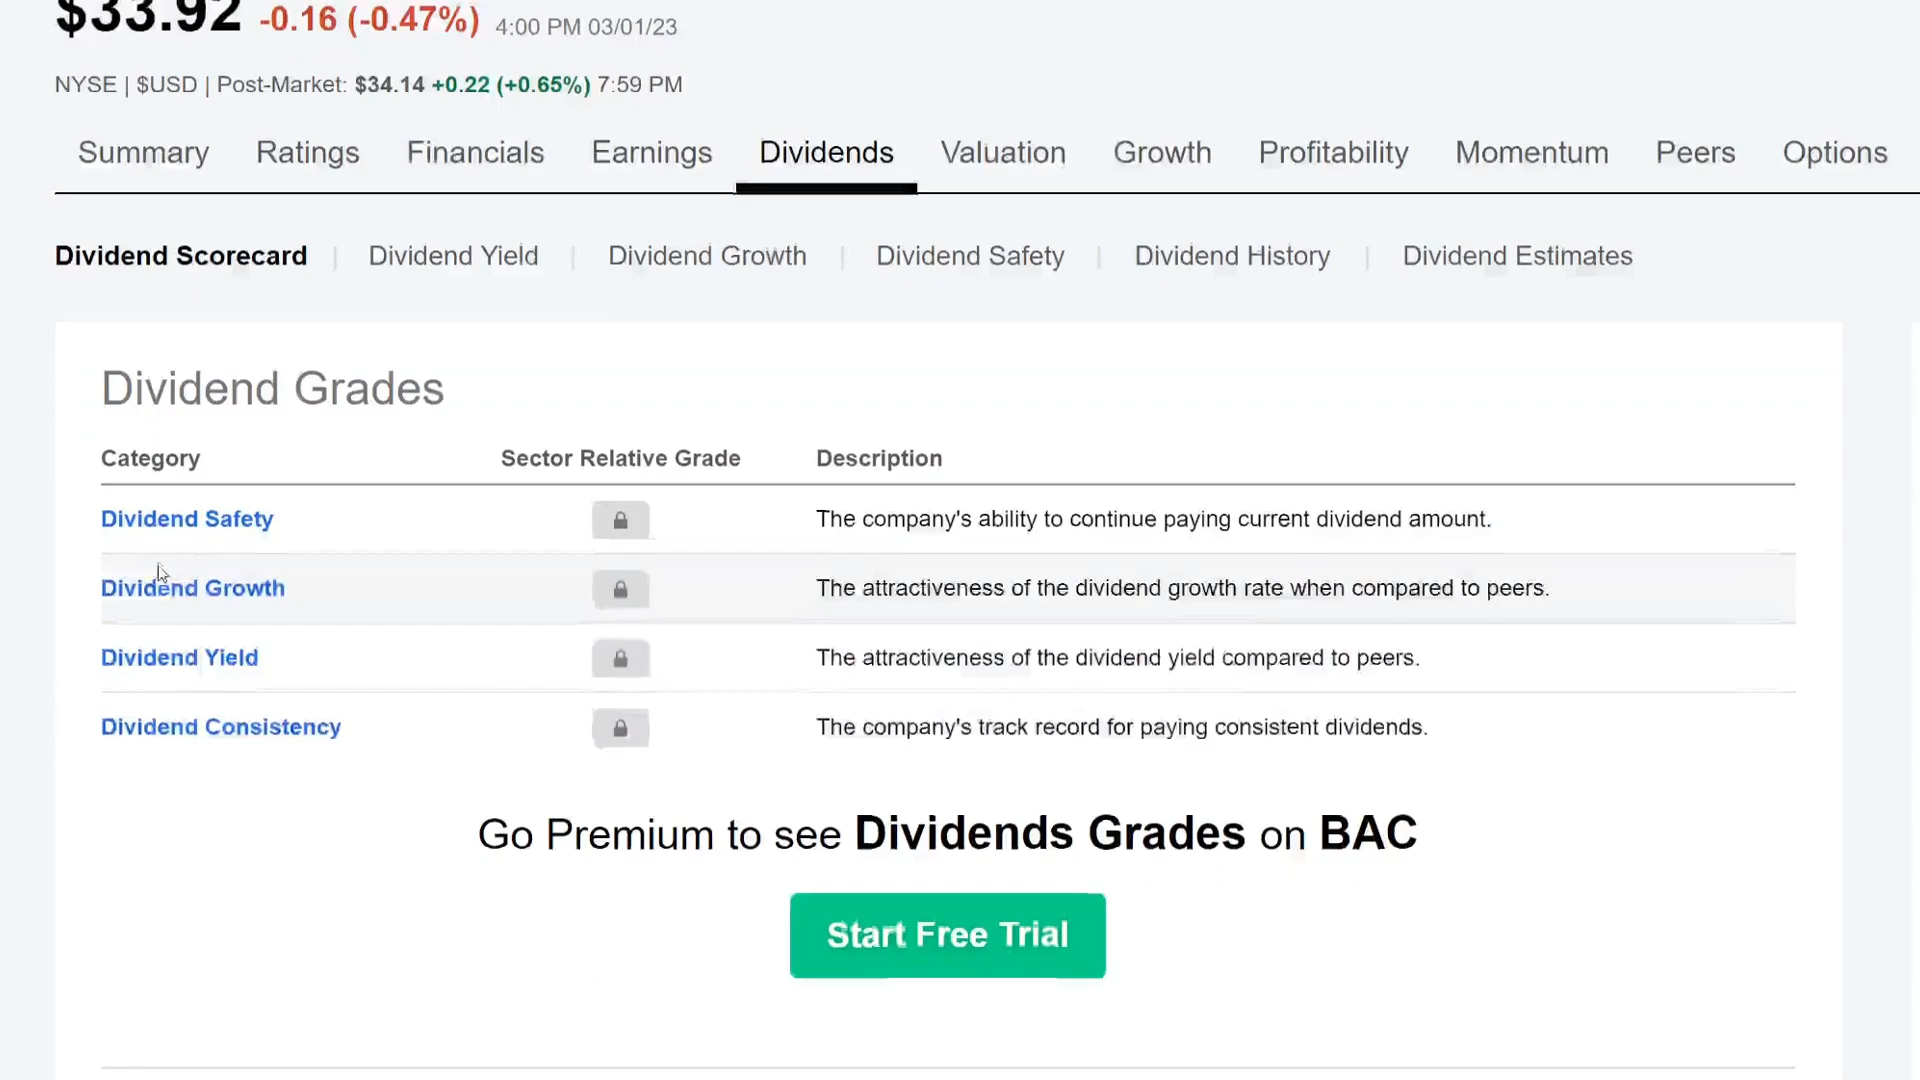 $33.92 -0.16 (-0.47%) 4:00 PM 03/01/23
NYSE | $USD | Post-Market: $34.14 +0.22 (+0.65%) 7:59 PM
Summary Ratings Financials Earnings Dividends Valuation Growth Profitability Momentum Peers Options
Dividend Scorecard | Dividend Yield | Dividend Growth | Dividend Safety | Dividend History | Dividend Estimates
Dividend Grades
Category Sector Relative Grade Description
Dividend Safety The company's ability to continue paying current dividend amount.
Dividend Growth The attractiveness of the dividend growth rate when compared to peers.
Dividend Yield The attractiveness of the dividend yield compared to peers.
Dividend Consistency The company's track record for paying consistent dividends.
Go Premium to see Dividends Grades on BAC
Start Free Trial